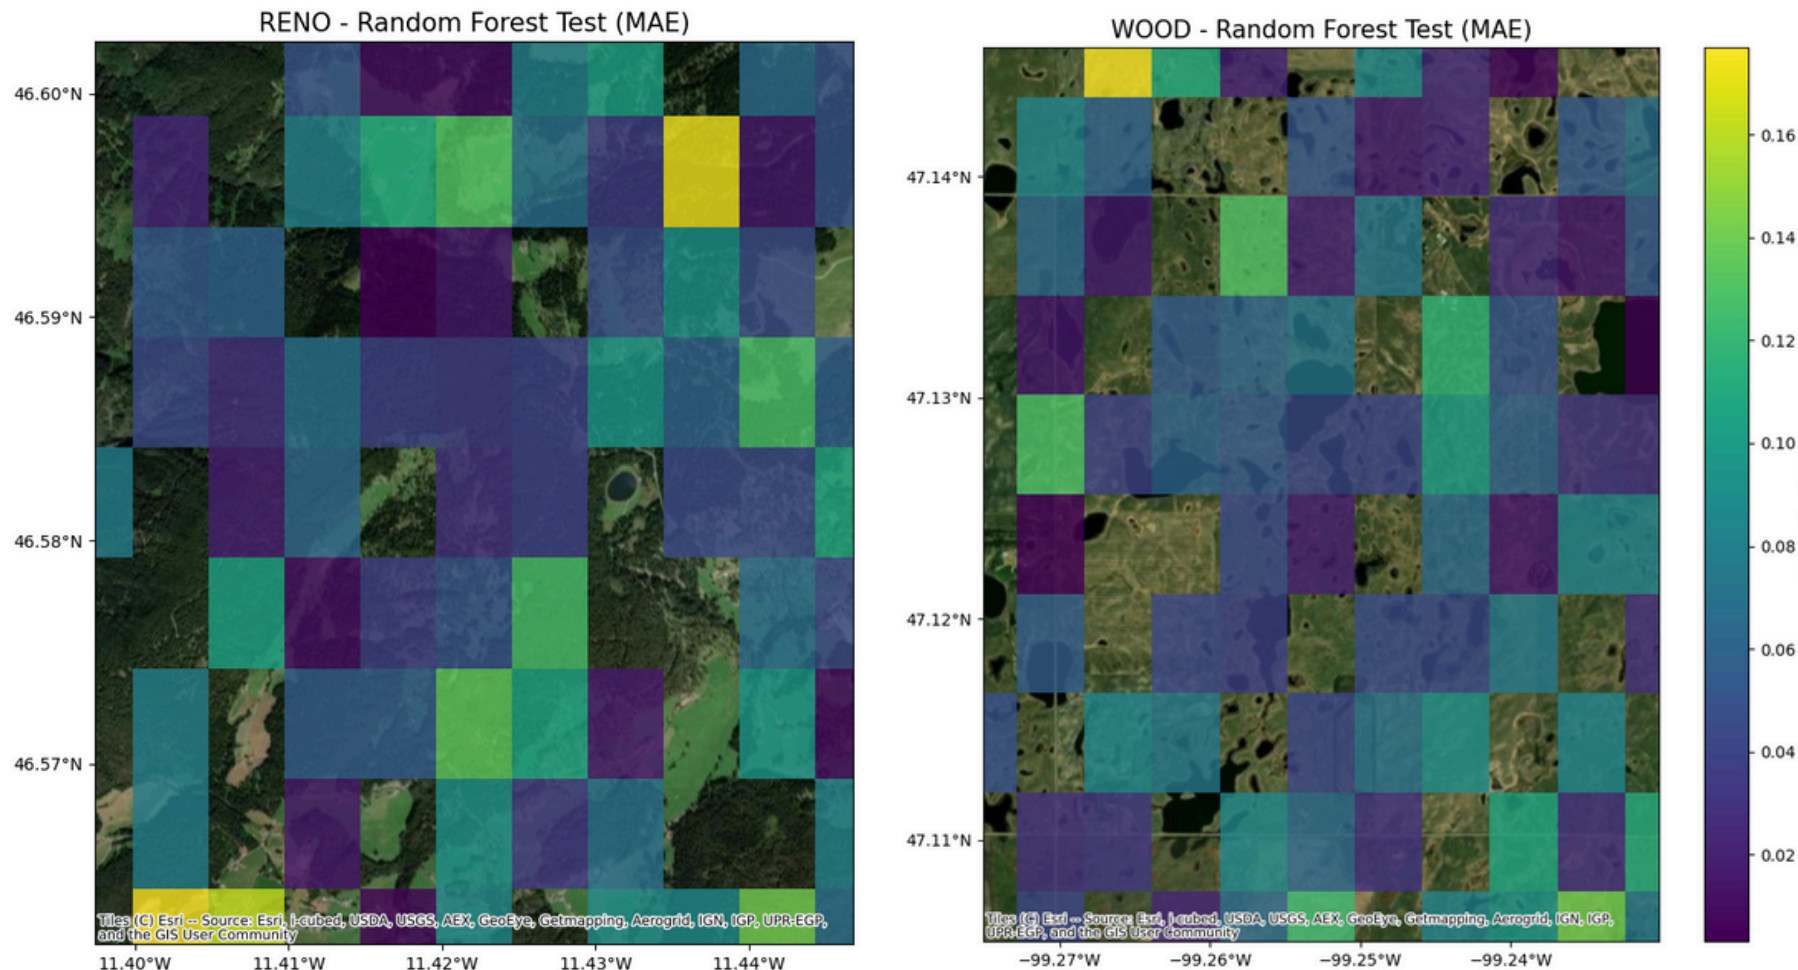 RENO - Random Forest Test (MAE)
46.60°N
46.59°N
46.58°N
46.57°N
Tiles (C) Esri -- Source: Esri, i-cubed, USDA, USGS, AEX, GeoEye, Getmapping, Aerogrid, IGN, IGP, UPR-EGP,
and the GIS User Community
11.40°W
11.41°W
11.42°W
11.43°W
11.44°W
WOOD - Random Forest Test (MAE)
47.14°N
47.13°N
47.12°N
47.11°N
Tiles (C) Esri -- Source: Esri, i-cubed, USDA, USGS, AEX, GeoEye, Getmapping, Aerogrid, IGN, IGP,
UPR-EGP, and the GIS User Community
−99.27°W
−99.26°W
−99.25°W
−99.24°W
0.16
0.14
0.12
0.10
0.08
0.06
0.04
0.02